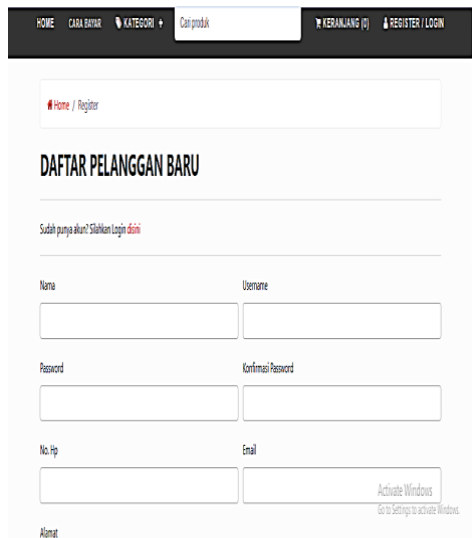 HOME CARA BAYAR KATEGORI + Cari produk KERANJANG (0) REGISTER / LOGIN
Home / Register
DAFTAR PELANGGAN BARU
Sudah punya akun? Silahkan Login disini
Nama Username
Password Konfirmasi Password
No. Hp Email
Activate Windows
Go to Settings to activate Windows.
Alamat